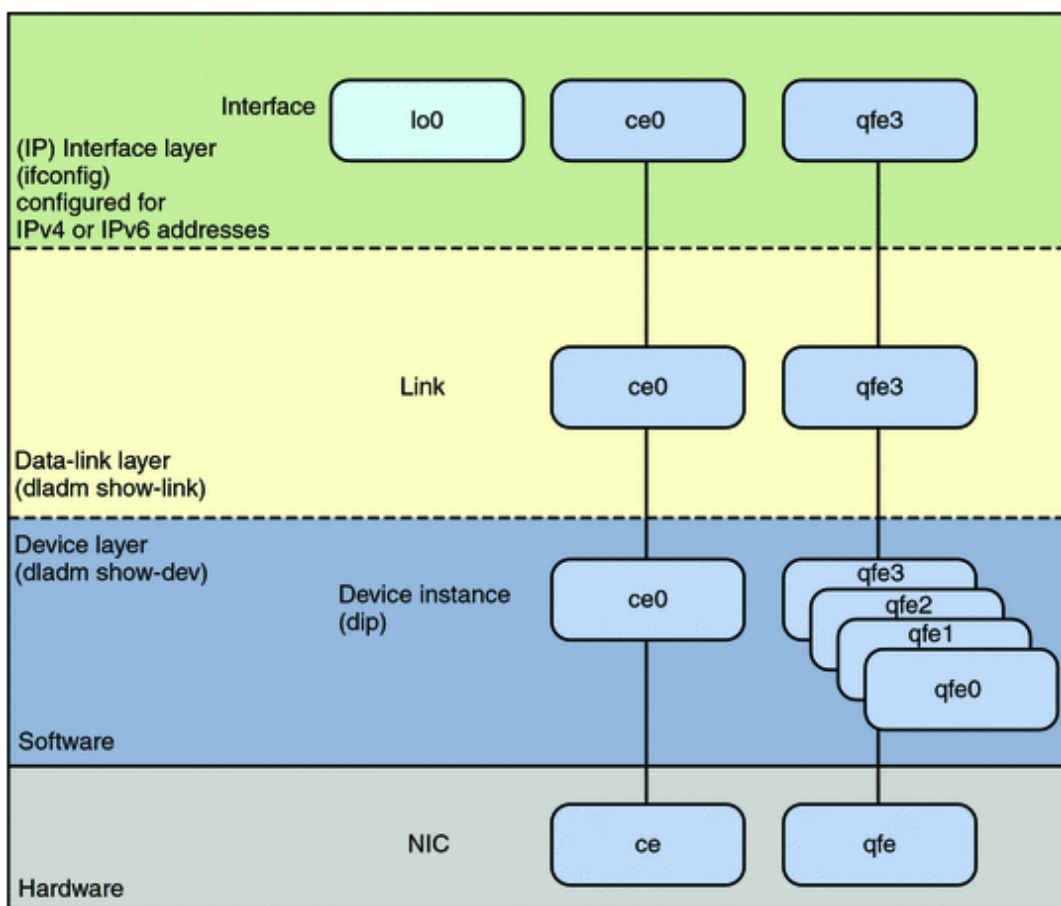 Interface
lo0
ce0
qfe3
(IP) Interface layer
(ifconfig)
configured for
IPv4 or IPv6 addresses
Link
ce0
qfe3
Data-link layer
(dladm show-link)
Device layer
(dladm show-dev)
Device instance
(dip)
ce0
qfe3
qfe2
qfe1
qfe0
Software
NIC
ce
qfe
Hardware